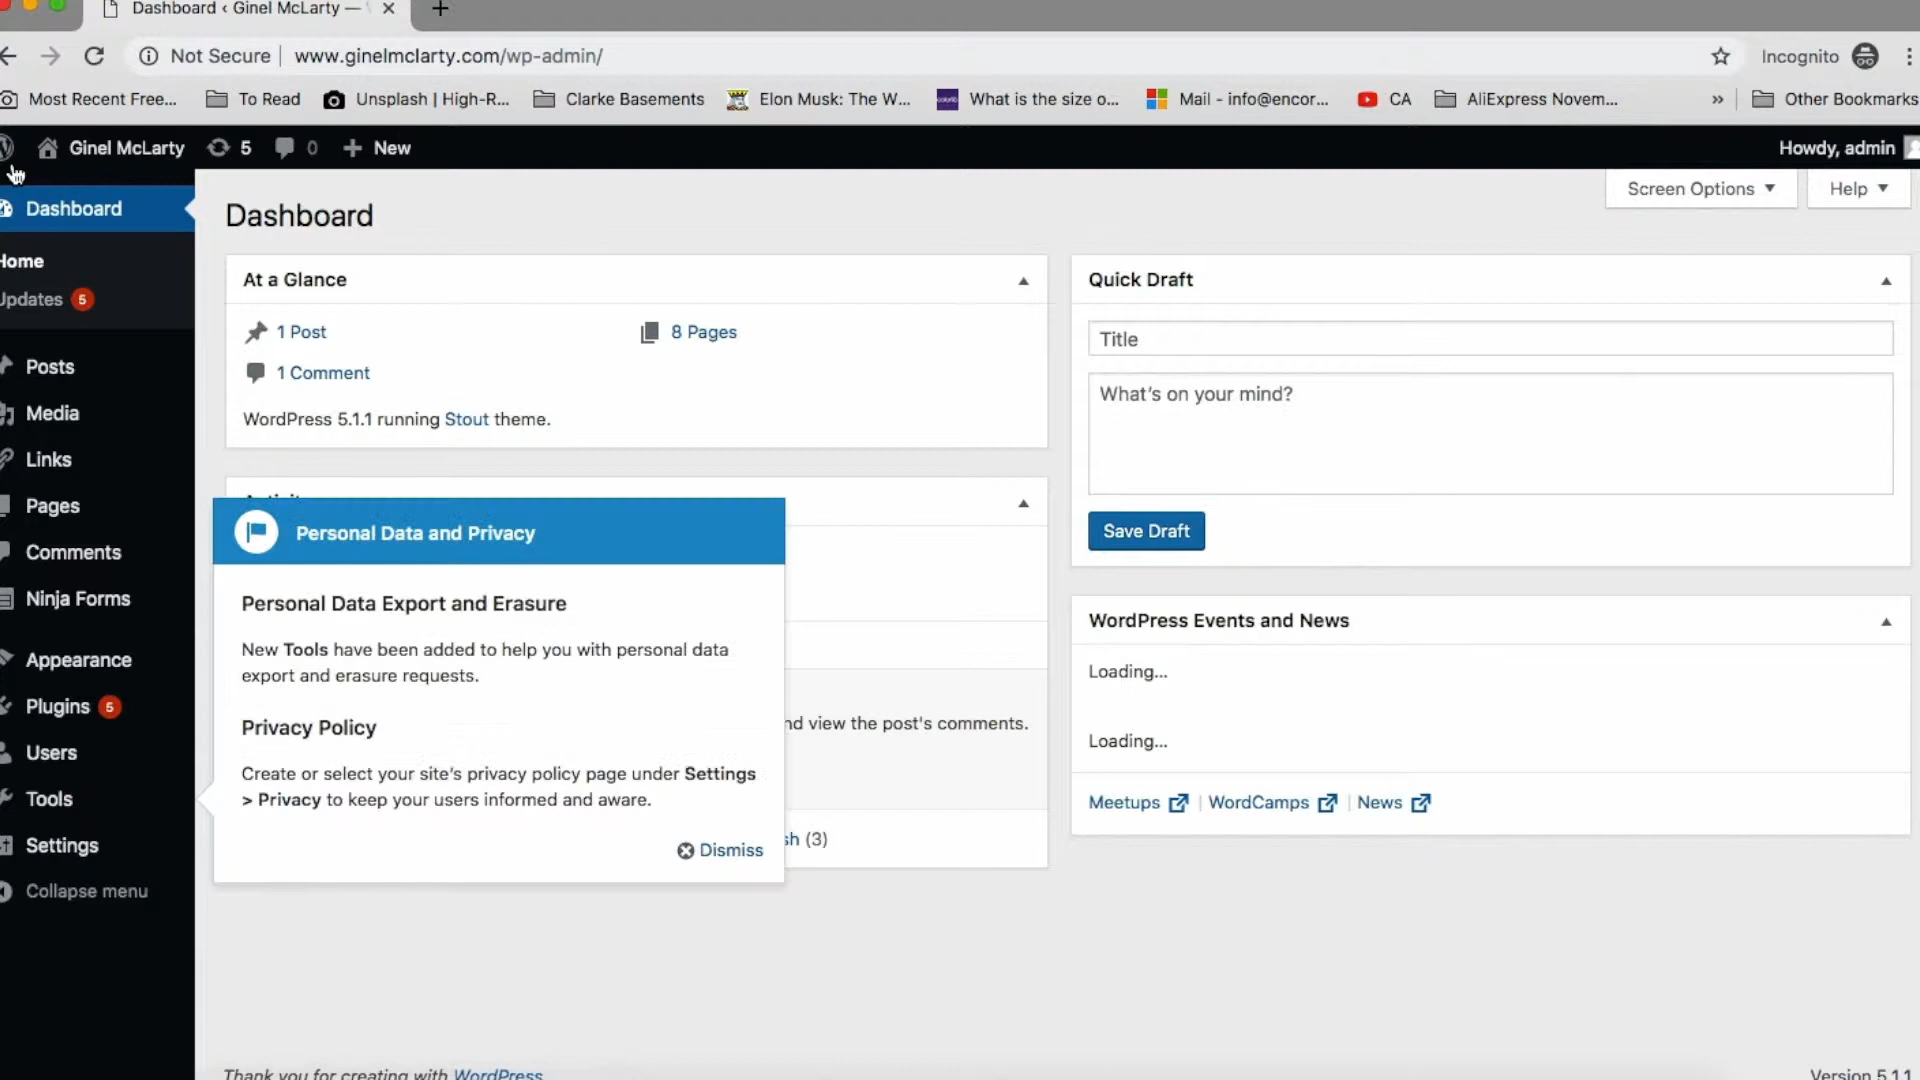 Dashboard ‹ Ginel McLarty —
Not Secure
www.ginelmclarty.com/wp-admin/
Incognito
Most Recent Free...
To Read
Unsplash | High-R...
Clarke Basements
Elon Musk: The W...
What is the size o...
Mail - info@encor...
CA
AliExpress Novem...
»
Other Bookmarks
Ginel McLarty
5
0
New
Howdy, admin
Screen Options
Help
Dashboard
Home
Updates 5
Posts
Media
Links
Pages
Comments
Ninja Forms
Appearance
Plugins 5
Users
Tools
Settings
Collapse menu
Dashboard
At a Glance
1 Post
8 Pages
1 Comment
WordPress 5.1.1 running Stout theme.
Personal Data and Privacy
Personal Data Export and Erasure
New Tools have been added to help you with personal data
export and erasure requests.
Privacy Policy
Create or select your site's privacy policy page under Settings
> Privacy to keep your users informed and aware.
Dismiss
view the post's comments.
(3)
Quick Draft
Title
What's on your mind?
Save Draft
WordPress Events and News
Loading...
Loading...
Meetups
WordCamps
News
Thank you for creating with WordPress
Version 5.1.1